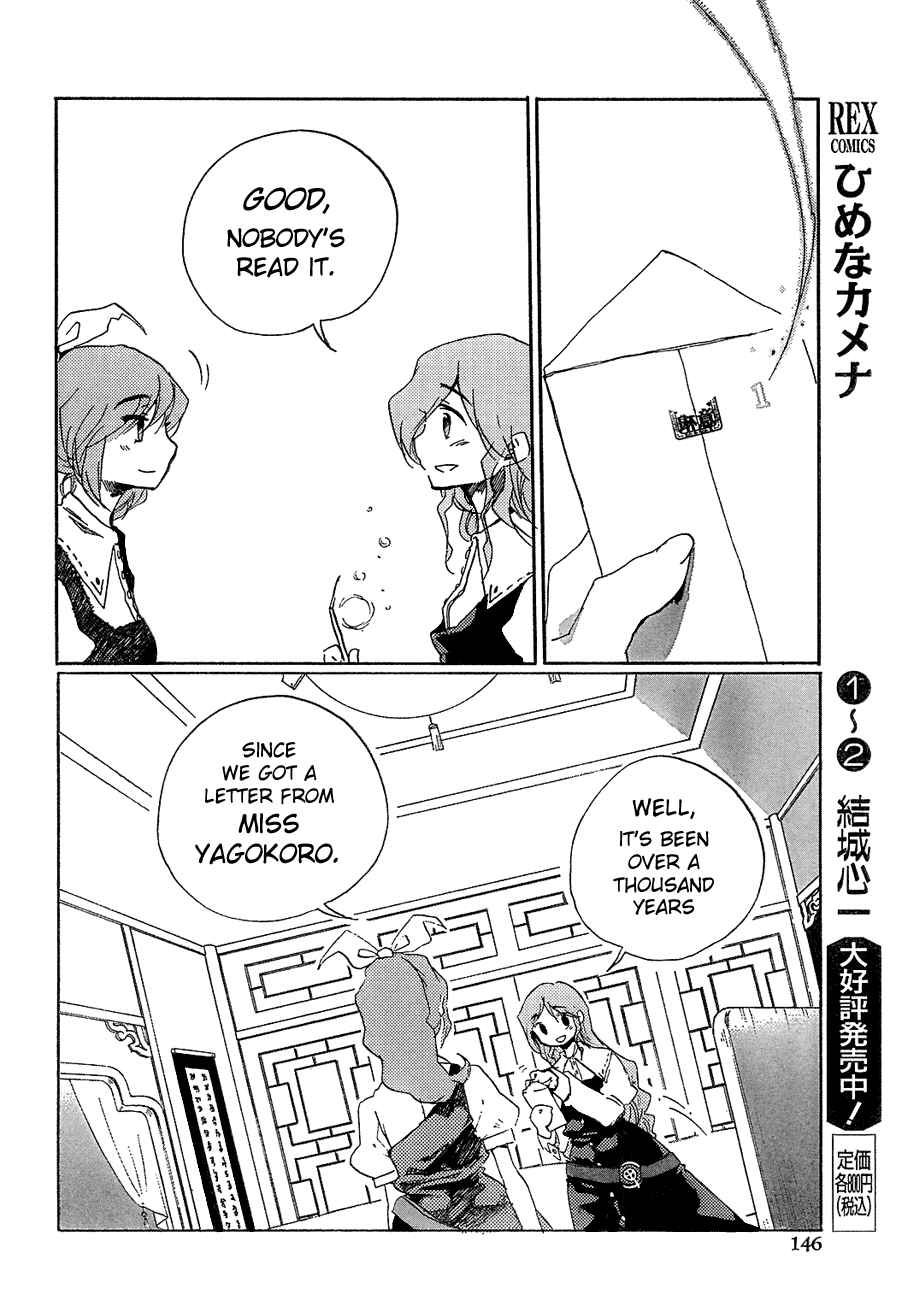 1
GOOD,
NOBODY'S
READ IT.
WELL,
IT'S BEEN
OVER A
THOUSAND
YEARS
SINCE
WE GOT A
LETTER FROM
MISS
YAGOKORO.
REX
COMICS
ひめなカメナ
❶〜❷ 結城心一
大好評発売中!
定価
各800円
(税込)
146